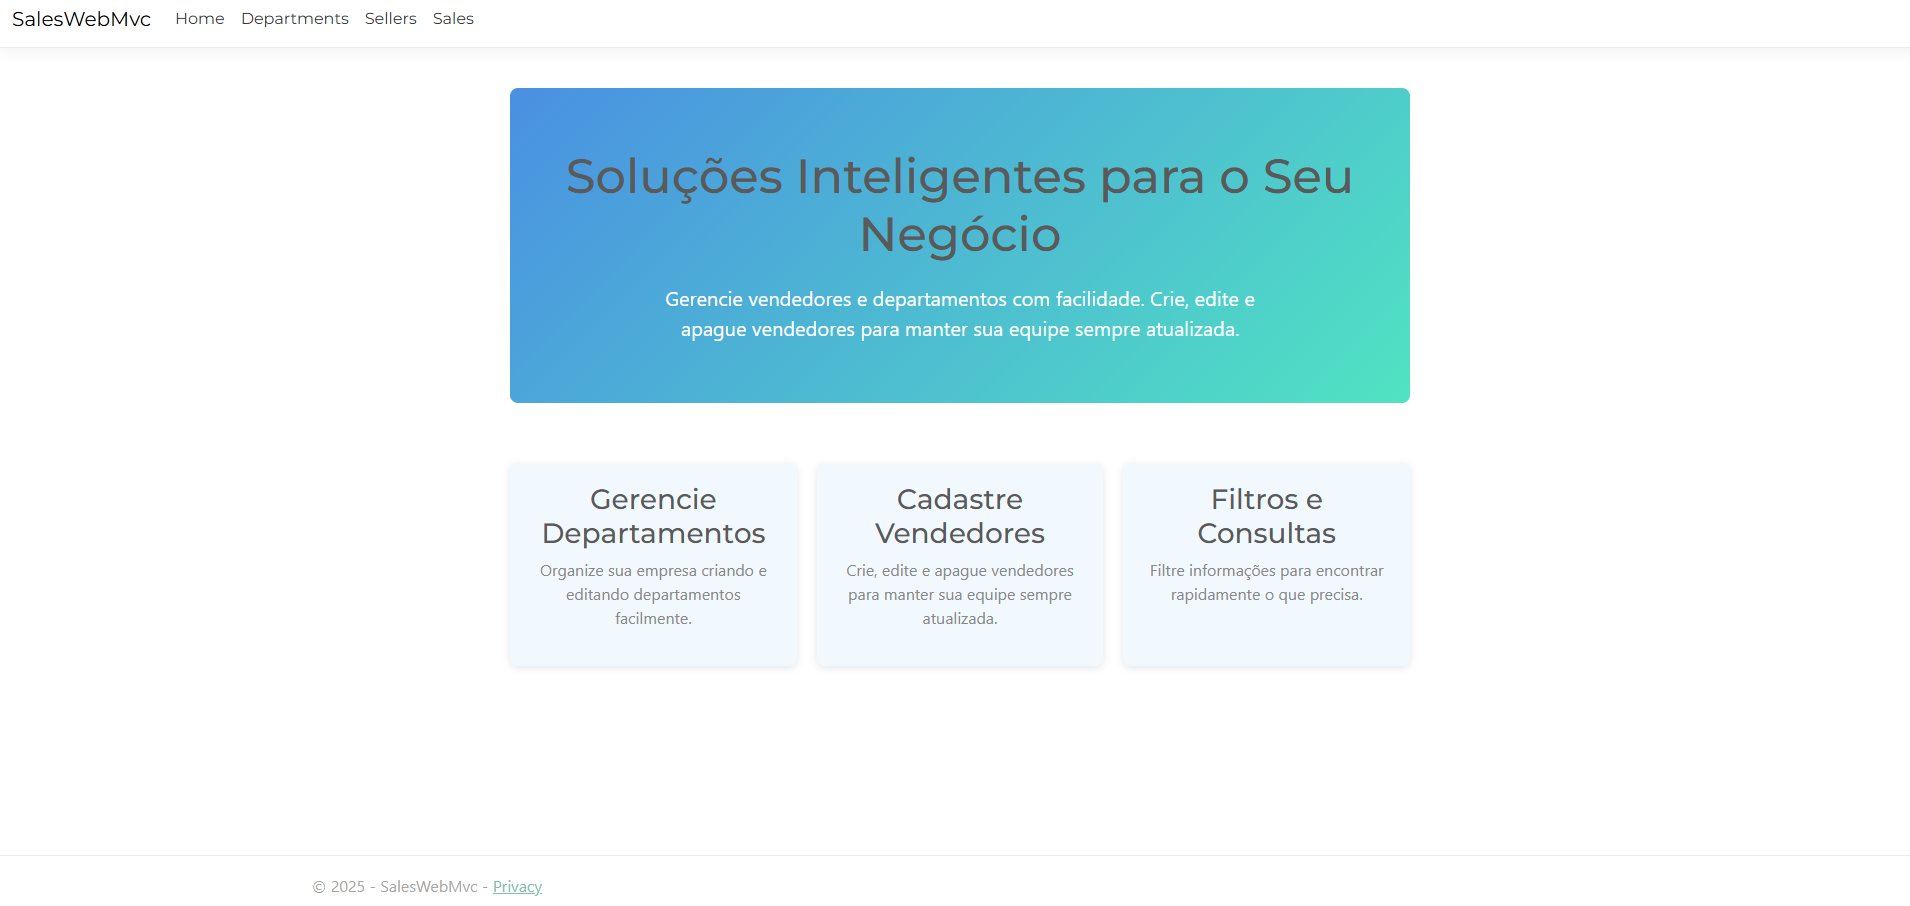 SalesWebMvc Home Departments Sellers Sales
Soluções Inteligentes para o Seu
Negócio
Gerencie vendedores e departamentos com facilidade. Crie, edite e
apague vendedores para manter sua equipe sempre atualizada.
Gerencie
Departamentos
Organize sua empresa criando e
editando departamentos
facilmente.
Cadastre
Vendedores
Crie, edite e apague vendedores
para manter sua equipe sempre
atualizada.
Filtros e
Consultas
Filtre informações para encontrar
rapidamente o que precisa.
© 2025 - SalesWebMvc - Privacy